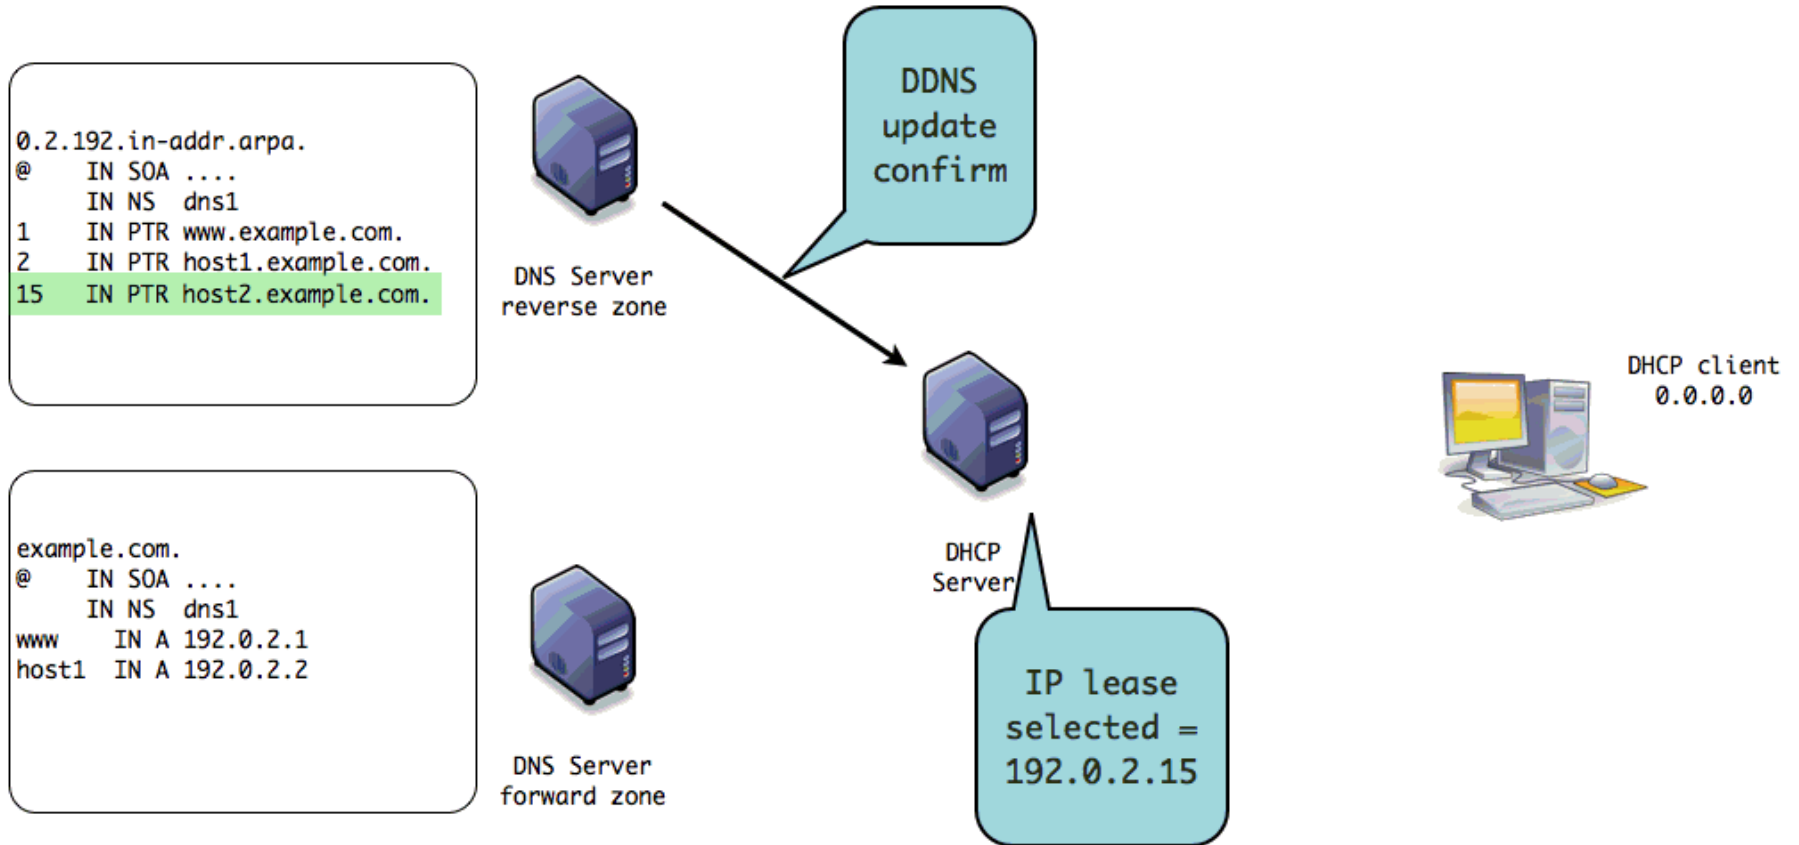 0.2.192.in-addr.arpa.
@     IN SOA ....
      IN NS  dns1
1     IN PTR www.example.com.
2     IN PTR host1.example.com.
15    IN PTR host2.example.com.
DNS Server
reverse zone
DDNS
update
confirm
DHCP client
0.0.0.0
example.com.
@     IN SOA ....
      IN NS  dns1
www     IN A 192.0.2.1
host1   IN A 192.0.2.2
DNS Server
forward zone
DHCP
Server
IP lease
selected =
192.0.2.15